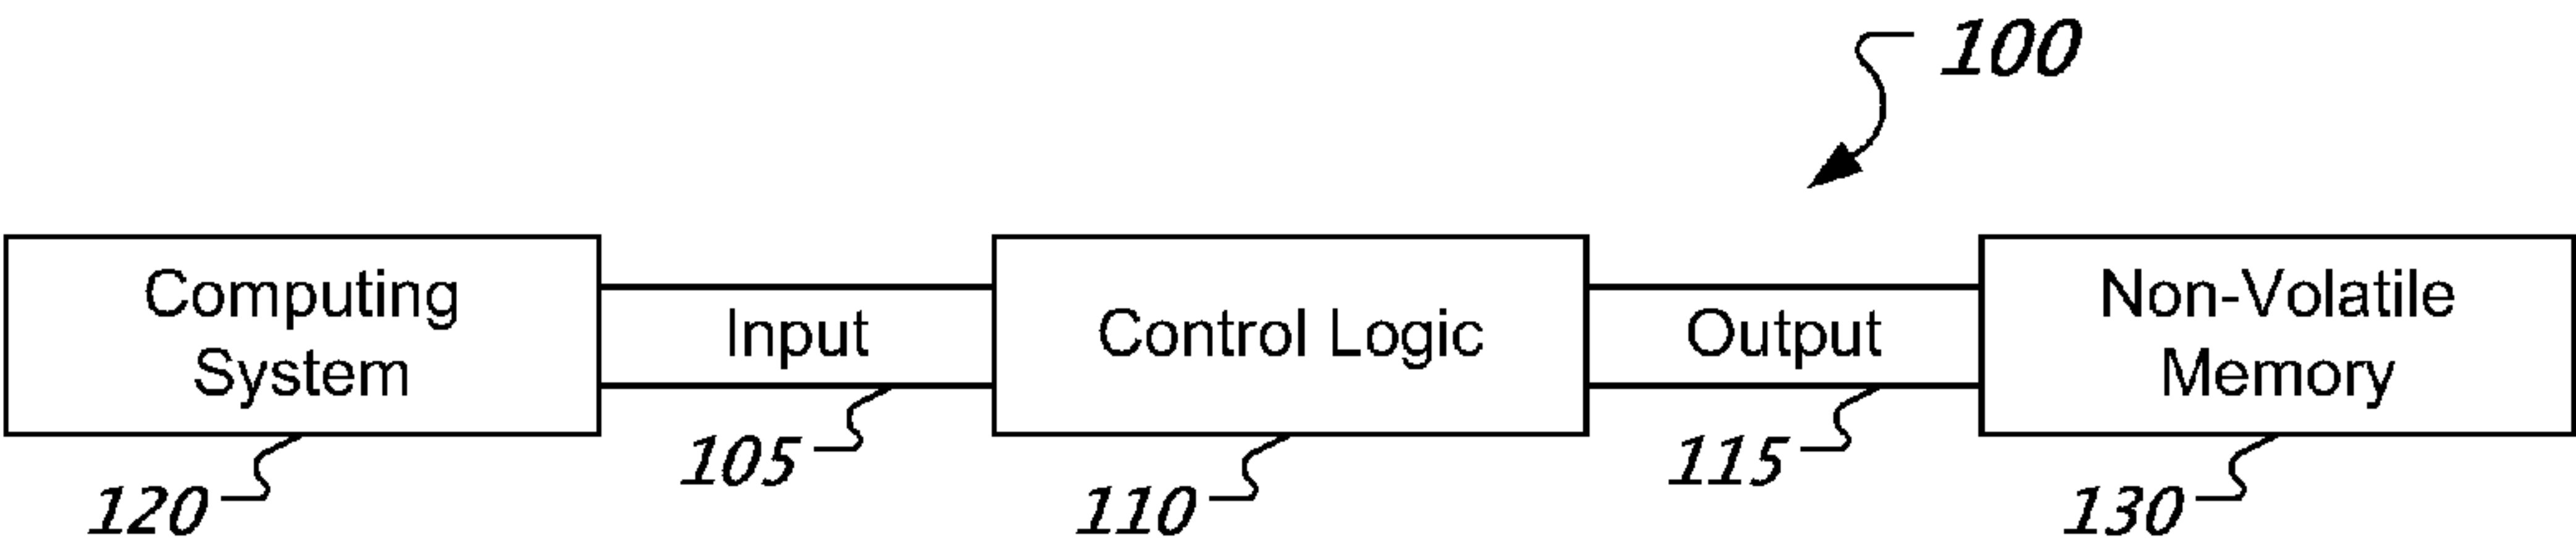 100
Computing
System
Input
Control Logic
Output
Non-Volatile
Memory
120
105
110
115
130